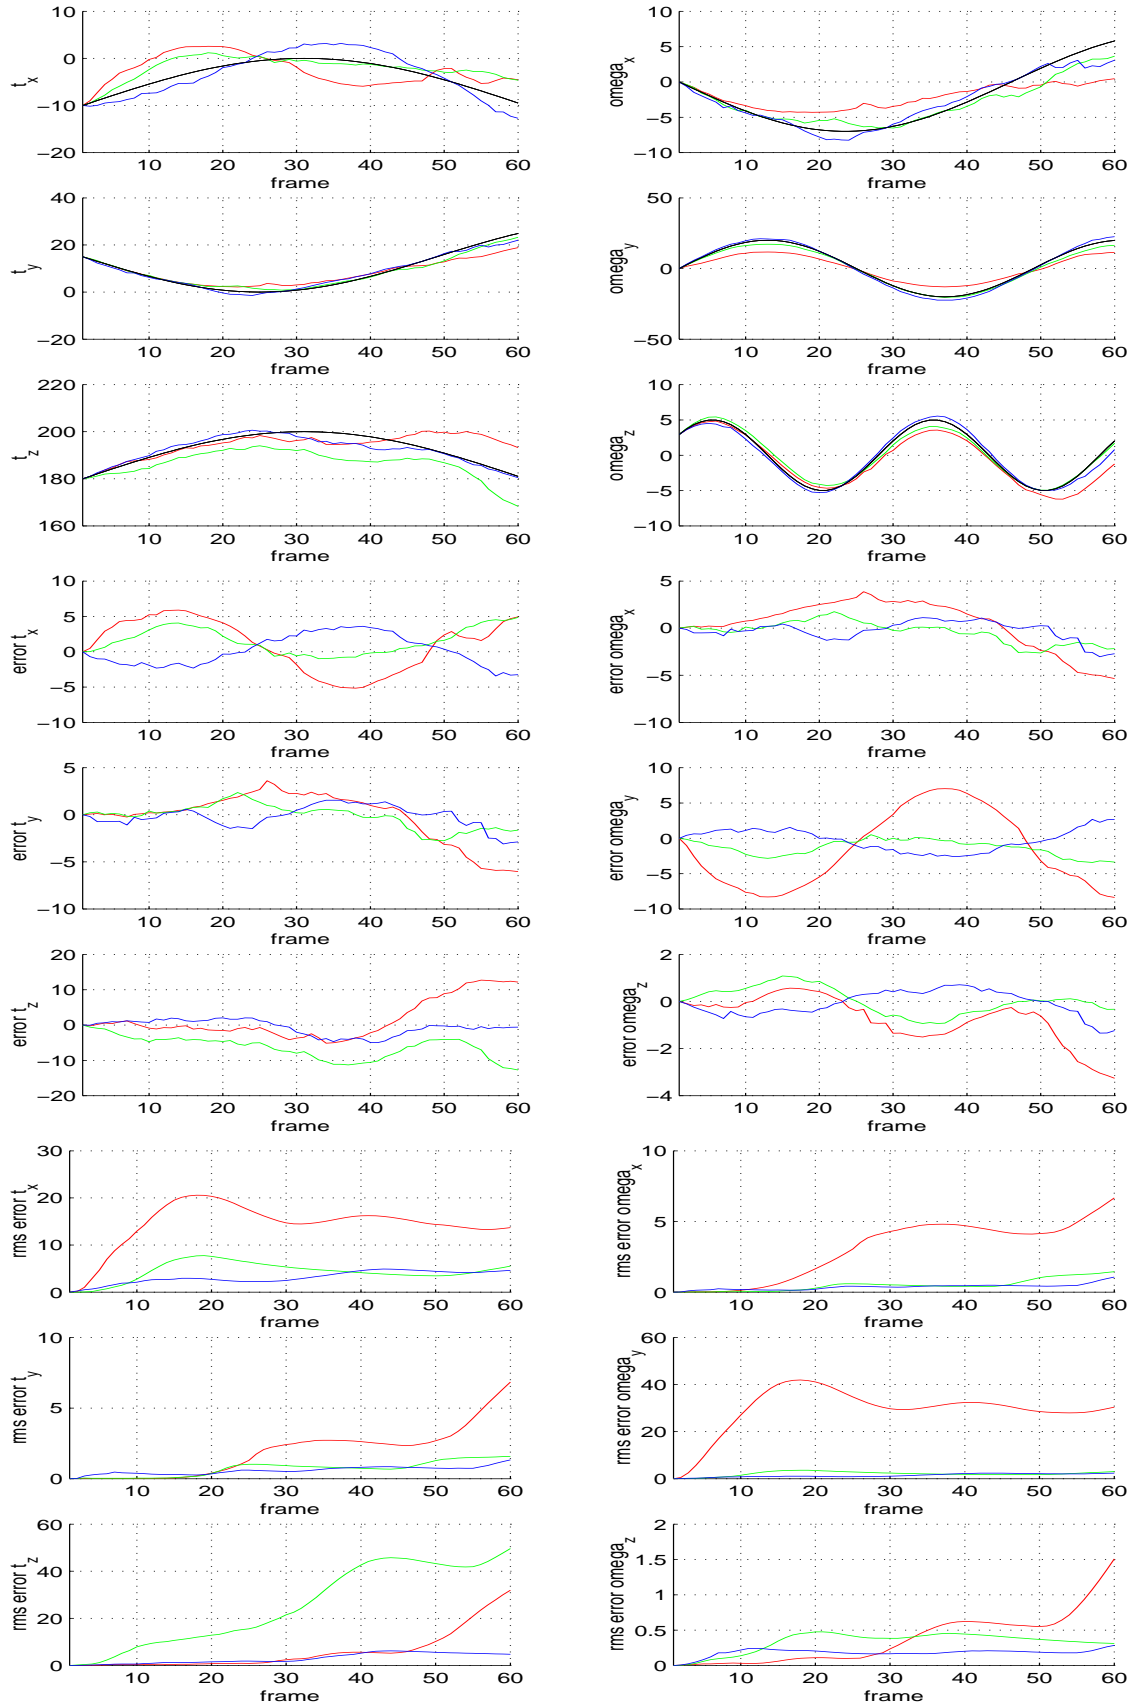 10
0
−10
−20
t_x
10 20 30 40 50 60
frame
10
5
0
−5
−10
omega_x
10 20 30 40 50 60
frame
40
20
0
−20
t_y
10 20 30 40 50 60
frame
50
0
−50
omega_y
10 20 30 40 50 60
frame
220
200
180
160
t_z
10 20 30 40 50 60
frame
10
5
0
−5
−10
omega_z
10 20 30 40 50 60
frame
10
5
0
−5
−10
error t_x
10 20 30 40 50 60
frame
10
5
0
−5
−10
error omega_x
10 20 30 40 50 60
frame
5
0
−5
−10
error t_y
10 20 30 40 50 60
frame
10
5
0
−5
−10
error omega_y
10 20 30 40 50 60
frame
20
10
0
−10
−20
error t_z
10 20 30 40 50 60
frame
2
0
−2
−4
error omega_z
10 20 30 40 50 60
frame
30
20
10
0
rms error t_x
10 20 30 40 50 60
frame
10
5
0
rms error omega_x
10 20 30 40 50 60
frame
10
5
0
rms error t_y
10 20 30 40 50 60
frame
60
40
20
0
rms error omega_y
10 20 30 40 50 60
frame
60
40
20
0
rms error t_z
10 20 30 40 50 60
frame
2
1.5
1
0.5
0
rms error omega_z
10 20 30 40 50 60
frame